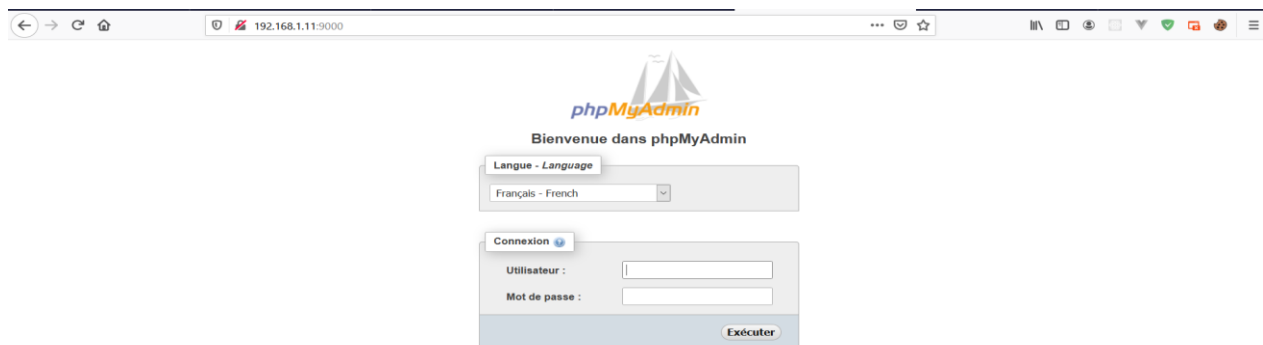 192.168.1.11:9000
phpMyAdmin
Bienvenue dans phpMyAdmin
Langue - Language
Français - French
Connexion
Utilisateur :
Mot de passe :
Exécuter